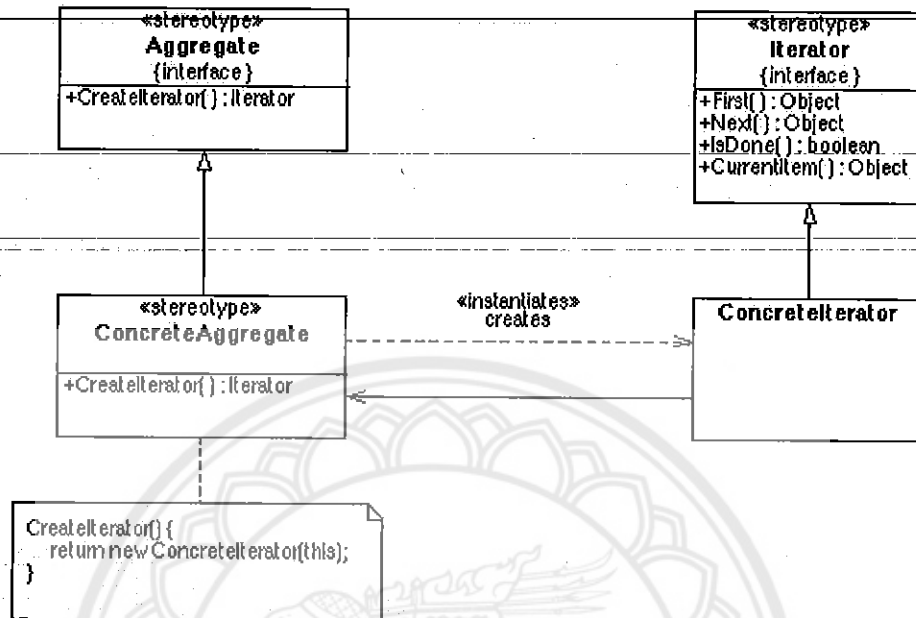 «stereotype»
Aggregate
{interface}
+CreateIterator( ) : Iterator
«stereotype»
Iterator
{interface}
+First( ) : Object
+Next( ) : Object
+IsDone( ) : boolean
+CurrentItem( ) : Object
«stereotype»
ConcreteAggregate
+CreateIterator( ) : Iterator
«instantiates»
creates
ConcreteIterator
CreateIterator() {
return new ConcreteIterator(this);
}